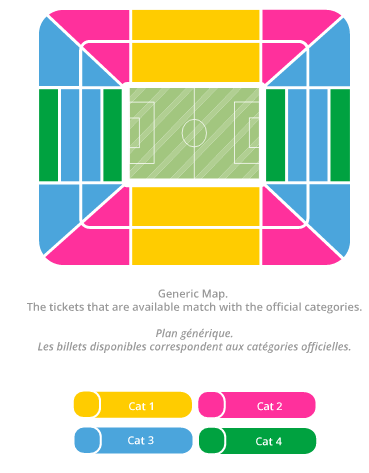 Generic Map.
The tickets that are available match with the official categories.
Plan générique.
Les billets disponibles correspondent aux catégories officielles.
Cat 1
Cat 2
Cat 3
Cat 4